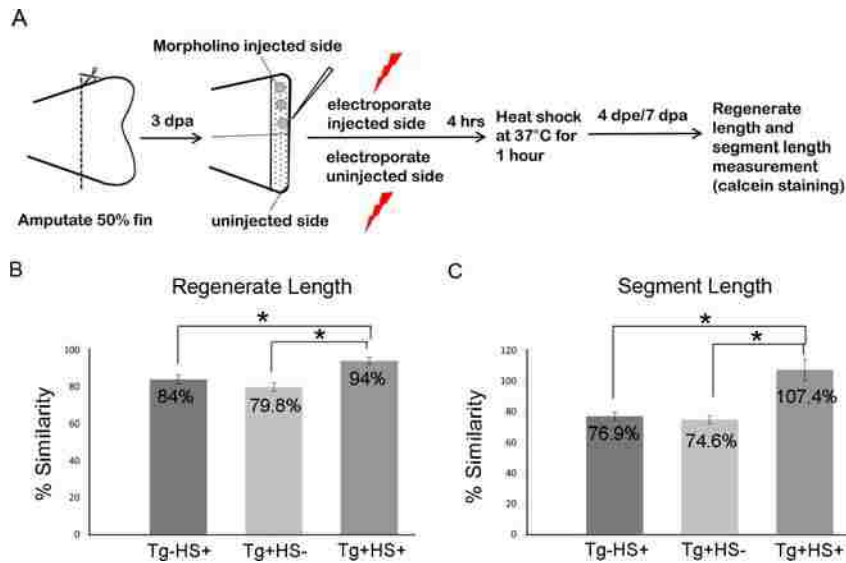 A
Morpholino injected side
3 dpa
electroporate
injected side
4 hrs
electroporate
uninjected side
Heat shock
at 37°C for
1 hour
4 dpe/7 dpa
Regenerate
length and
segment length
measurement
(calcein staining)
Amputate 50% fin
uninjected side
B
Regenerate Length
*
*
% Similarity
100
80
60
40
20
0
84%
79.8%
94%
Tg-HS+
Tg+HS-
Tg+HS+
C
Segment Length
*
*
% Similarity
120
100
80
60
40
20
0
76.9%
74.6%
107.4%
Tg-HS+
Tg+HS-
Tg+HS+